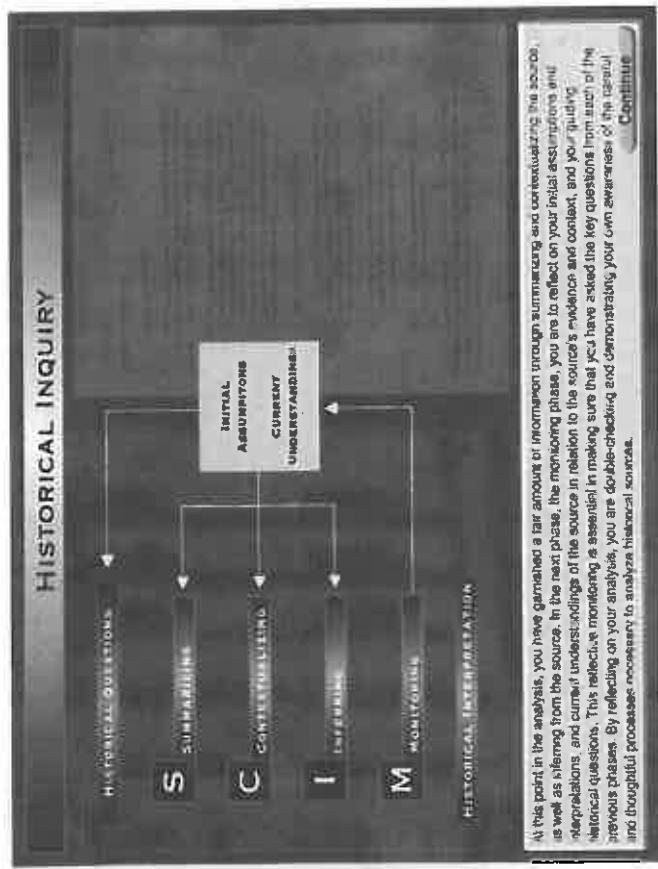 HISTORICAL INQUIRY
HISTORICAL QUESTIONS
S SUMMARIZING
C CONTEXTUALIZING
I INFERRING
M MONITORING
HISTORICAL INTERPRETATION
INITIAL
ASSUMPTIONS
CURRENT
UNDERSTANDINGS
At this point in the analysis, you have garnished a fair amount of information through summarizing and contextualizing the source,
as well as inferring from the source. In the next phase, the monitoring phase, you are to reflect on your initial assumptions and
interpretations, and current understandings of the source in relation to the source's evidence and context, and your guiding
historical questions. This reflective monitoring is essential in making sure that you have asked the key questions from each of the
previous phases. By reflecting on your analysis, you are double-checking and demonstrating your own awareness of the careful
and thoughtful processes necessary to analyze historical sources.
Continue